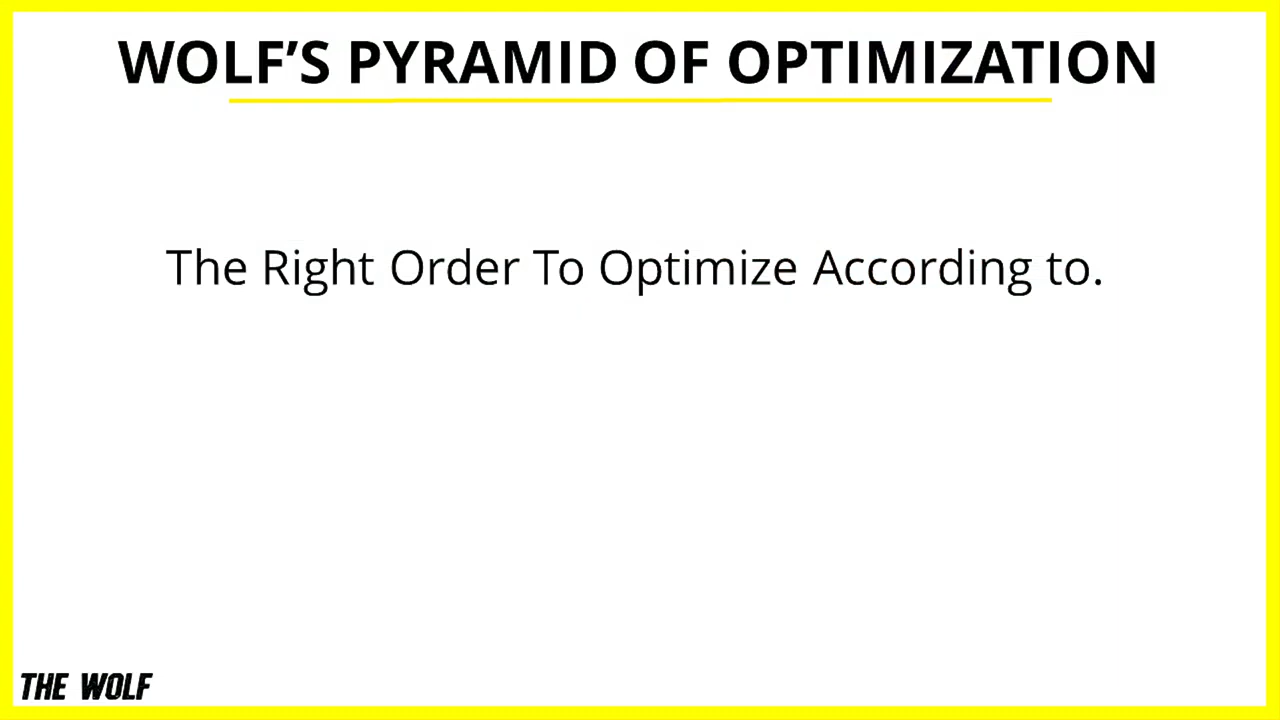 WOLF’S PYRAMID OF OPTIMIZATION
The Right Order To Optimize According to.
THE WOLF